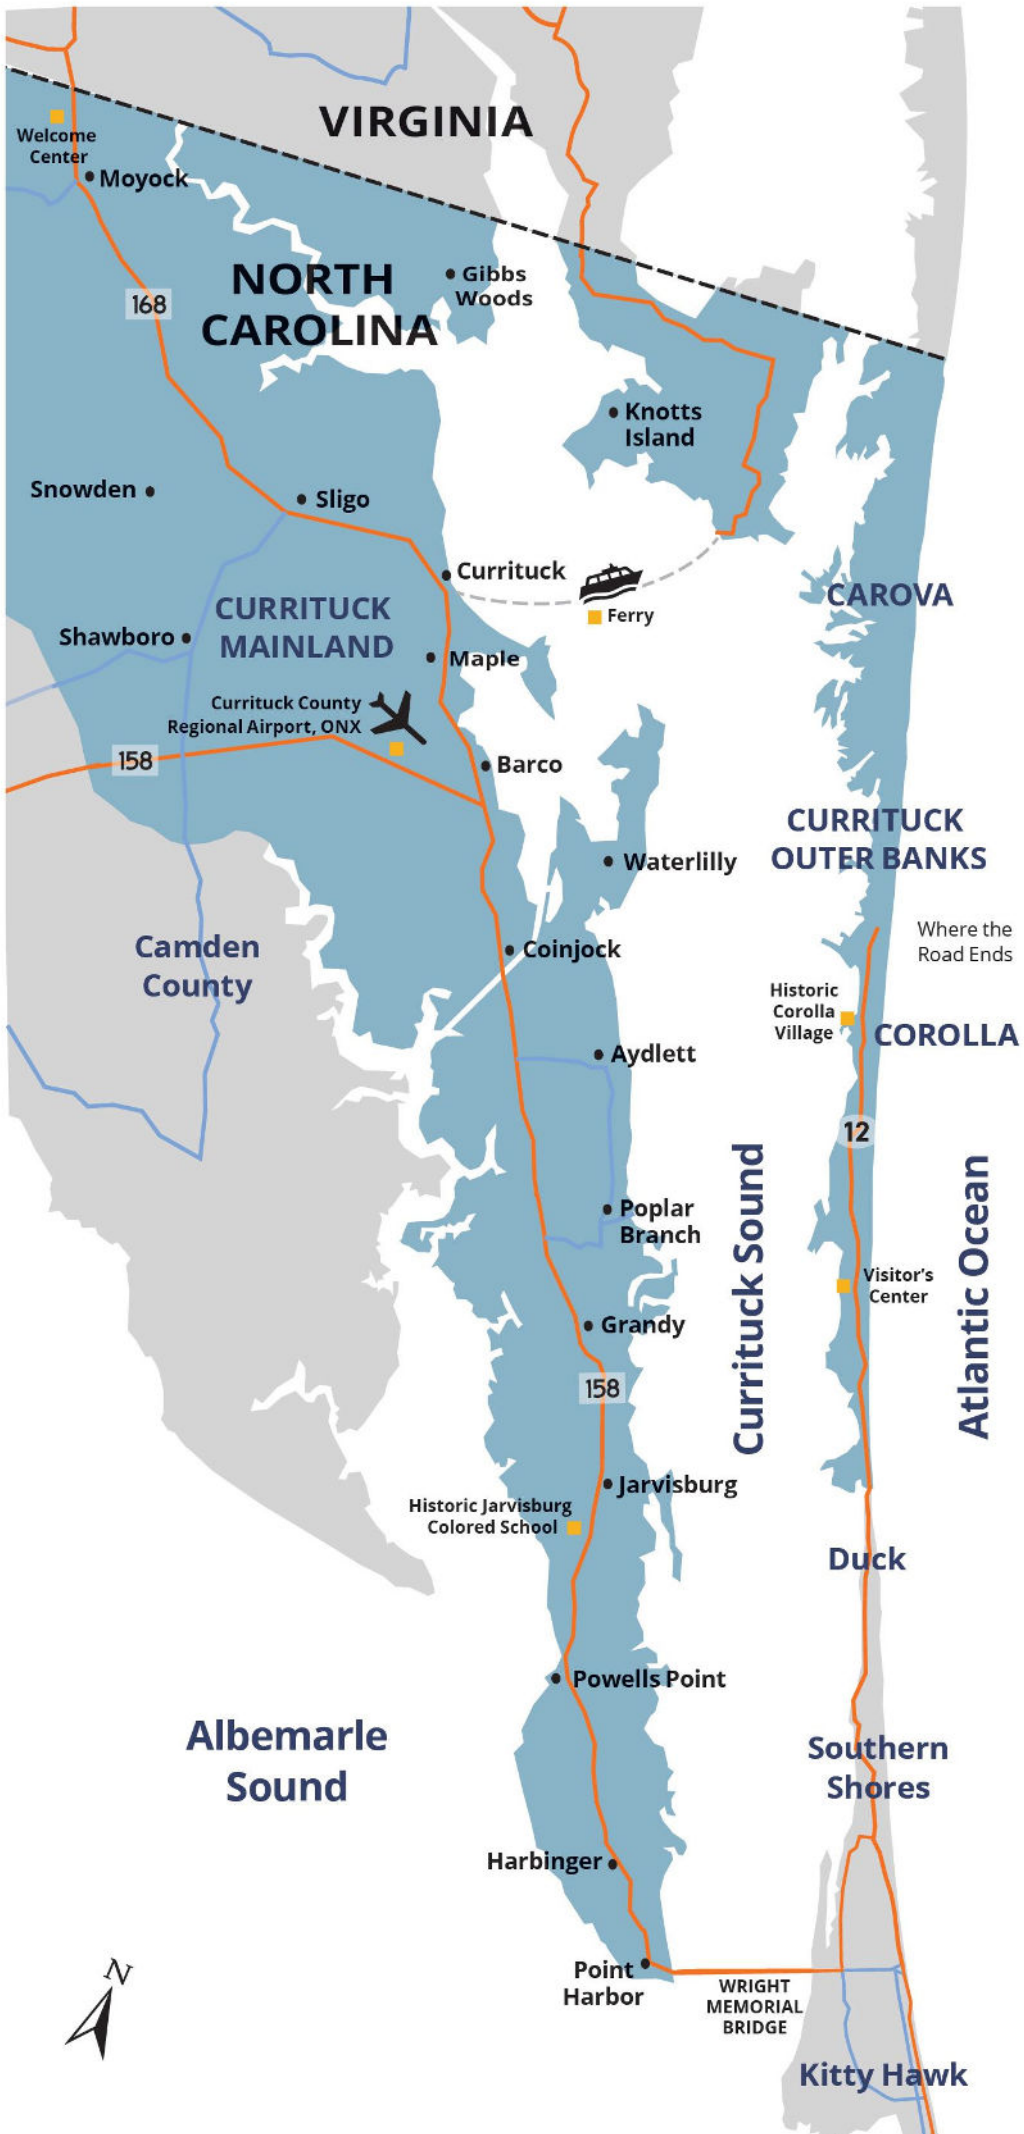 VIRGINIA
Welcome
Center
Moyock
NORTH
CAROLINA
Gibbs
Woods
168
Knotts
Island
Snowden
Sligo
Currituck
CAROVA
Ferry
CURRITUCK
MAINLAND
Shawboro
Maple
Currituck County
Regional Airport, ONX
158
Barco
CURRITUCK
OUTER BANKS
Waterlilly
Where the
Road Ends
Camden
County
Coinjock
Historic
Corolla
Village
COROLLA
Aydlett
12
Poplar
Branch
Currituck Sound
Atlantic Ocean
Visitor's
Center
Grandy
158
Jarvisburg
Historic Jarvisburg
Colored School
Duck
Powells Point
Albemarle
Sound
Southern
Shores
Harbinger
Point
Harbor
WRIGHT
MEMORIAL
BRIDGE
N
Kitty Hawk